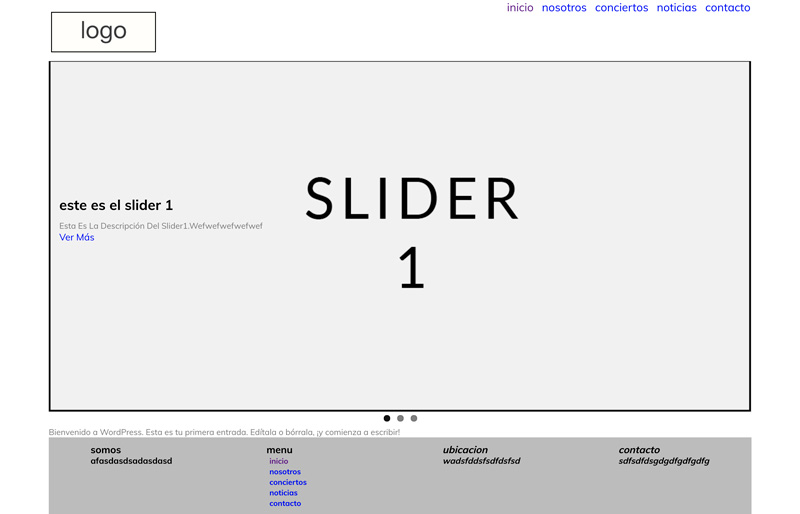 inicio nosotros conciertos noticias contacto
logo
SLIDER
1
este es el slider 1
Esta Es La Descripción Del Slider1.Wefwefwefwefwef
Ver Más
Bienvenido a WordPress. Esta es tu primera entrada. Edítala o bórrala, ¡y comienza a escribir!
somos
afasdasdsadasdasd
menu
inicio
nosotros
conciertos
noticias
contacto
ubicacion
wadsfddsfsdfdsfsd
contacto
sdfsdfdsgdgdfgdfgdfg